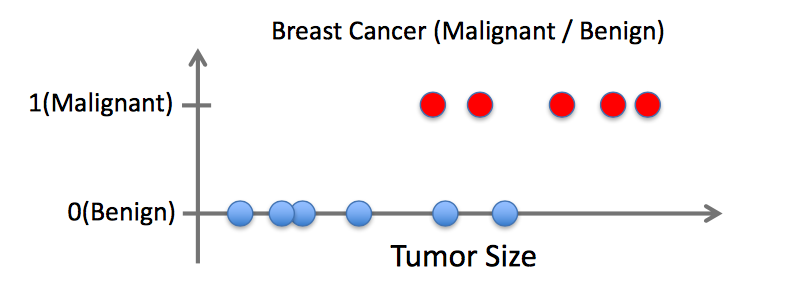 Breast Cancer (Malignant / Benign)
1(Malignant)
0(Benign)
Tumor Size